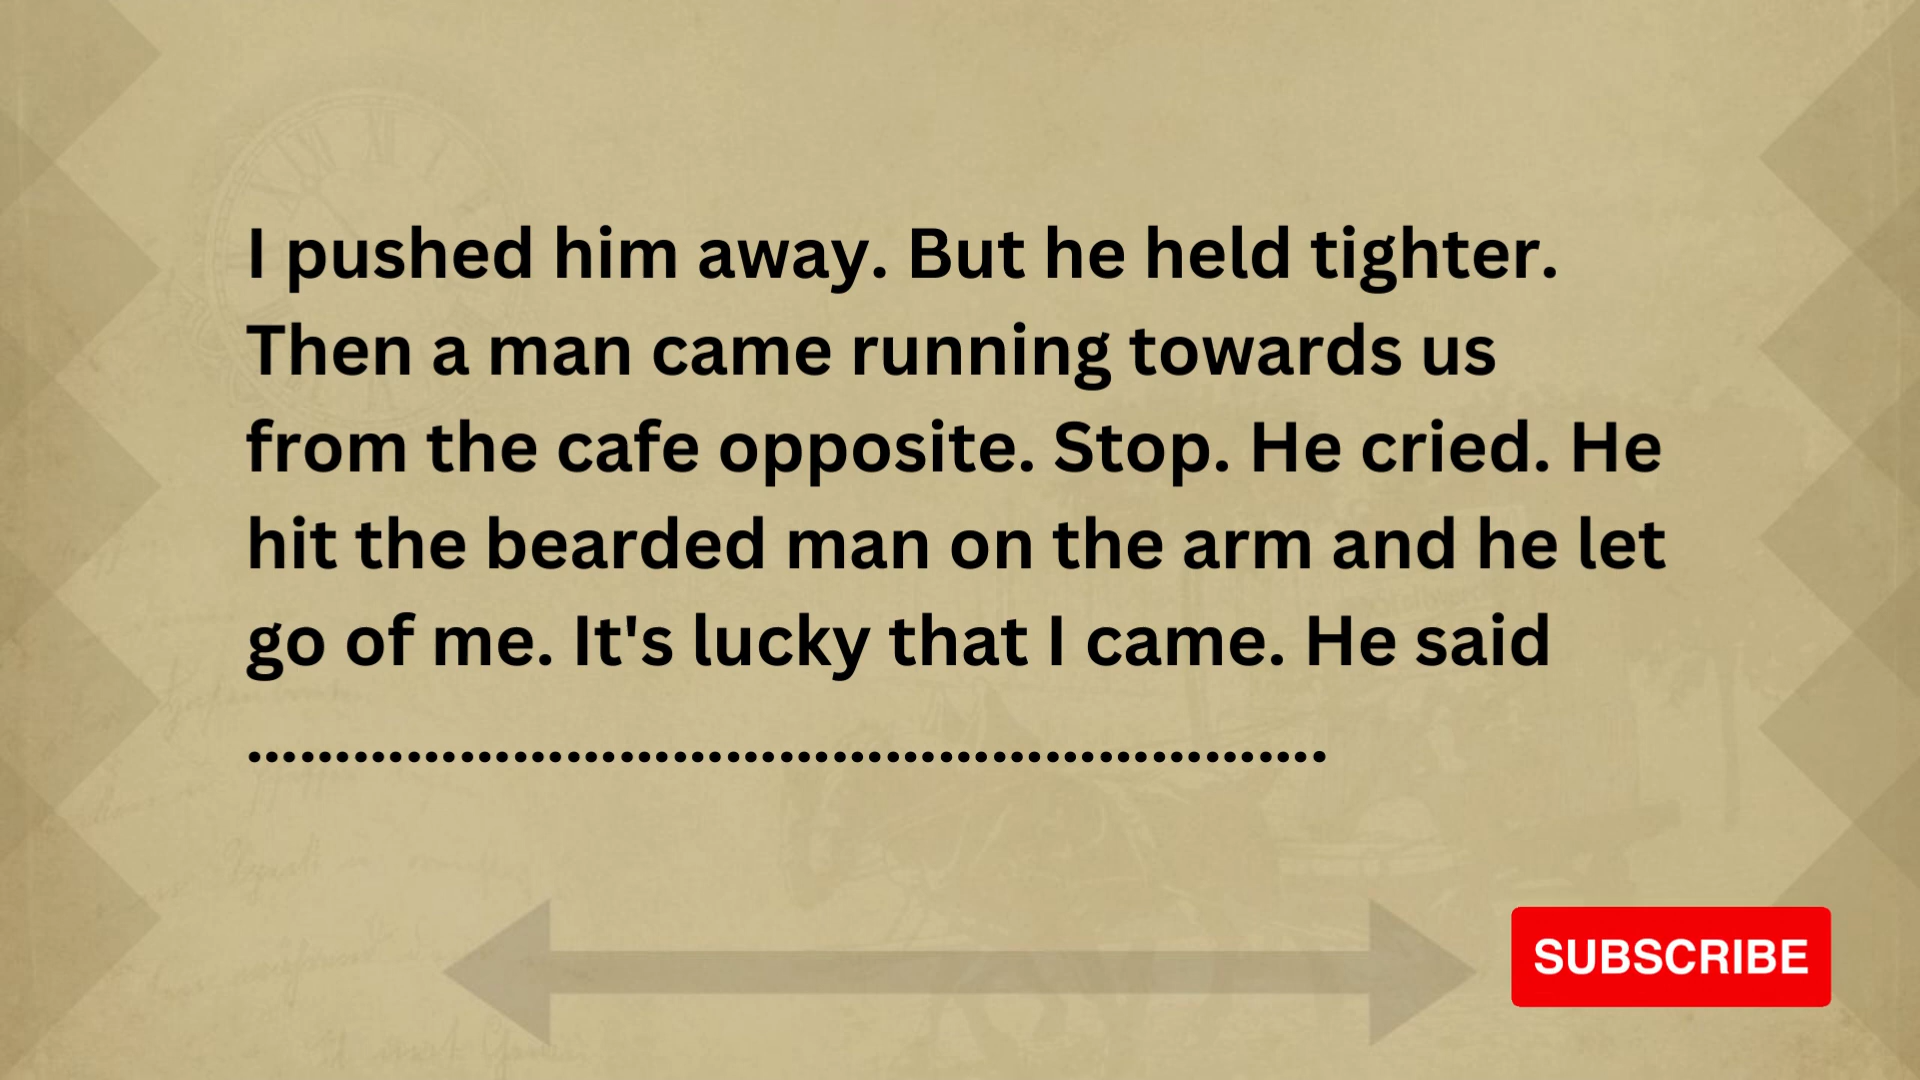 I pushed him away. But he held tighter.
Then a man came running towards us
from the cafe opposite. Stop. He cried. He
hit the bearded man on the arm and he let
go of me. It's lucky that I came. He said
.............................................................
SUBSCRIBE